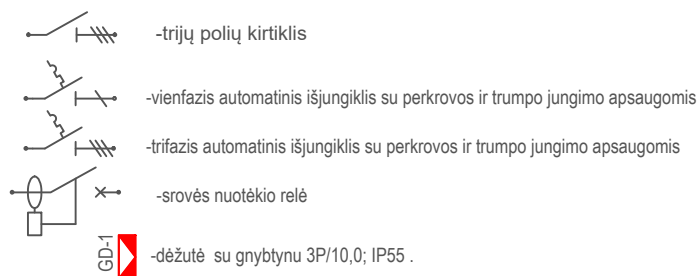 -trijų polių kirtiklis
-vienfazis automatinis išjungiklis su perkrovos ir trumpo jungimo apsaugomis
-trifazis automatinis išjungiklis su perkrovos ir trumpo jungimo apsaugomis
-srovės nuotėkio relė
GD-1
-dėžutė su gnybtynu 3P/10,0; IP55 .